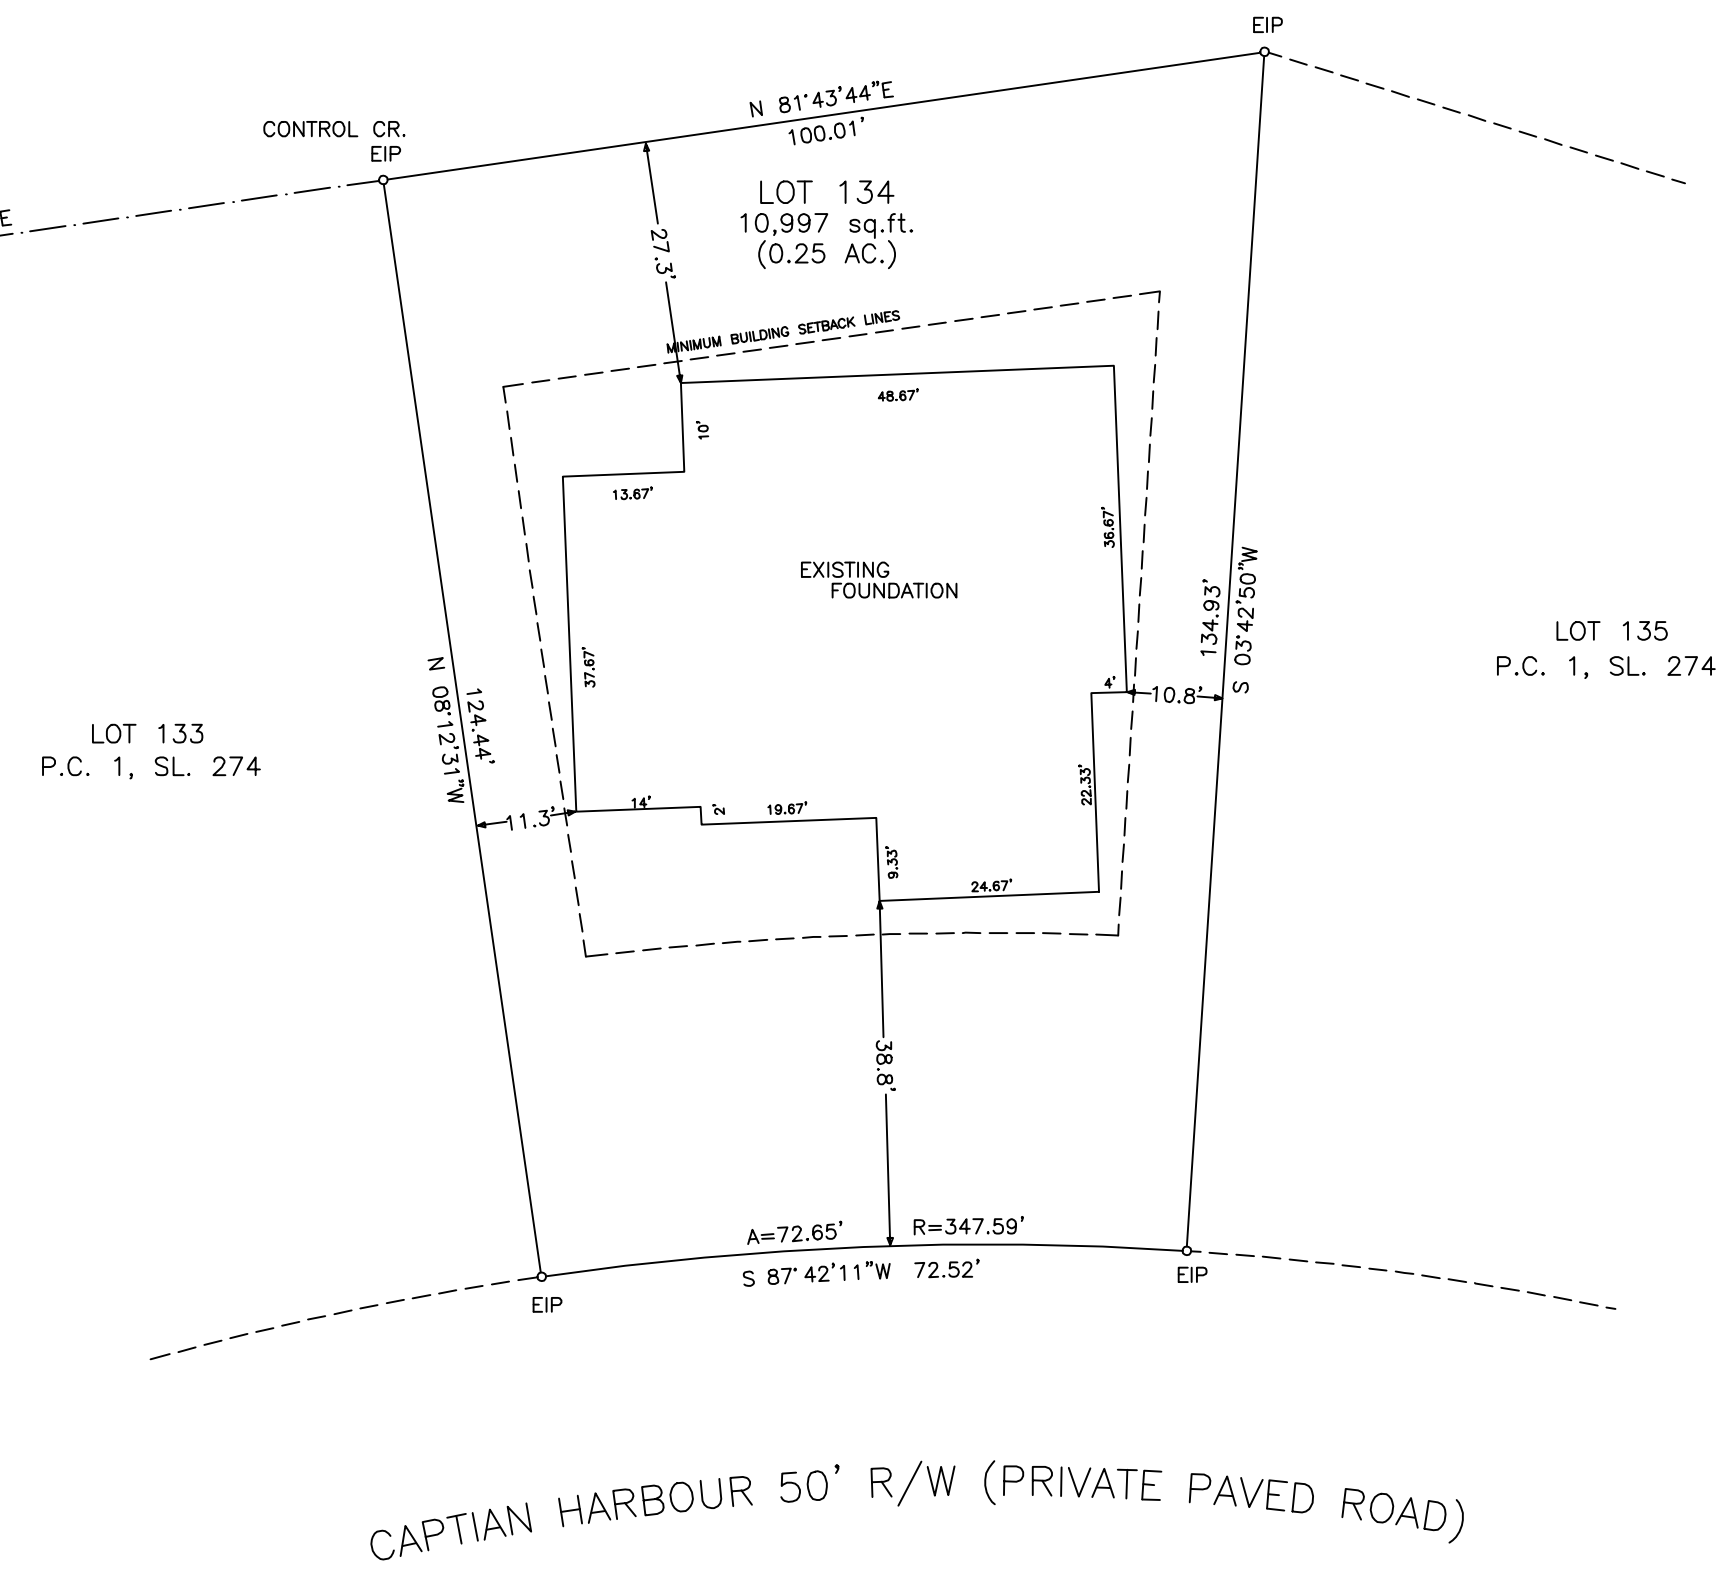 EIP
N 81°43'44"E
100.01'
CONTROL CR.
EIP
E
LOT 134
10,997 sq.ft.
(0.25 AC.)
27.3'
MINIMUM BUILDING SETBACK LINES
48.67'
10'
13.67'
36.67'
EXISTING
FOUNDATION
134.93'
S 03°42'50"W
LOT 135
P.C. 1, SL. 274
37.67'
4'
10.8'
N 08°12'31"W
124.44'
LOT 133
P.C. 1, SL. 274
22.33'
11.3'
14'
2'
19.67'
9.33'
24.67'
38.8'
A=72.65'
R=347.59'
S 87°42'11"W 72.52'
EIP
EIP
CAPTIAN HARBOUR 50' R/W (PRIVATE PAVED ROAD)